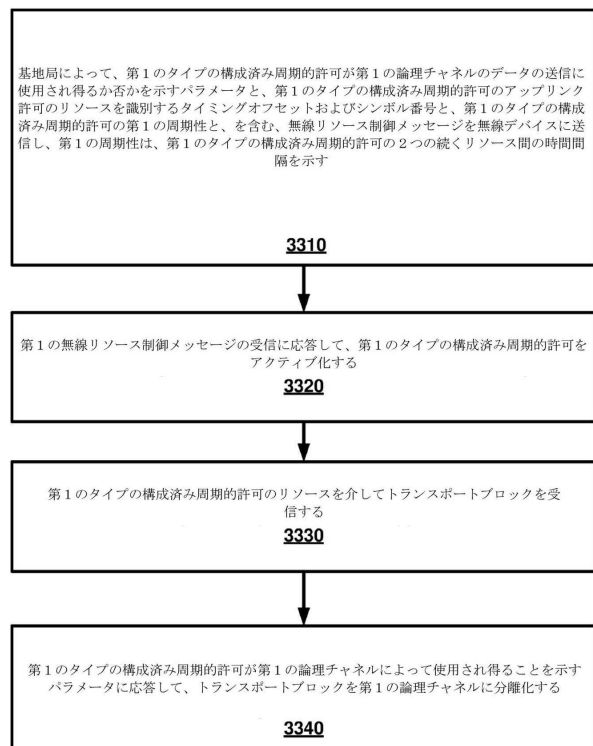 基地局によって、第１のタイプの構成済み周期的許可が第１の論理チャネルのデータの送信に
使用され得るか否かを示すパラメータと、第１のタイプの構成済み周期的許可のアップリンク
許可のリソースを識別するタイミングオフセットおよびシンボル番号と、第１のタイプの構成
済み周期的許可の第１の周期性と、を含む、無線リソース制御メッセージを無線デバイスに送
信し、第１の周期性は、第１のタイプの構成済み周期的許可の２つの続くリソース間の時間間
隔を示す
3310
第１の無線リソース制御メッセージの受信に応答して、第１のタイプの構成済み周期的許可を
アクティブ化する
3320
第１のタイプの構成済み周期的許可のリソースを介してトランスポートブロックを受
信する
3330
第１のタイプの構成済み周期的許可が第１の論理チャネルによって使用され得ることを示す
パラメータに応答して、トランスポートブロックを第１の論理チャネルに分離化する
3340